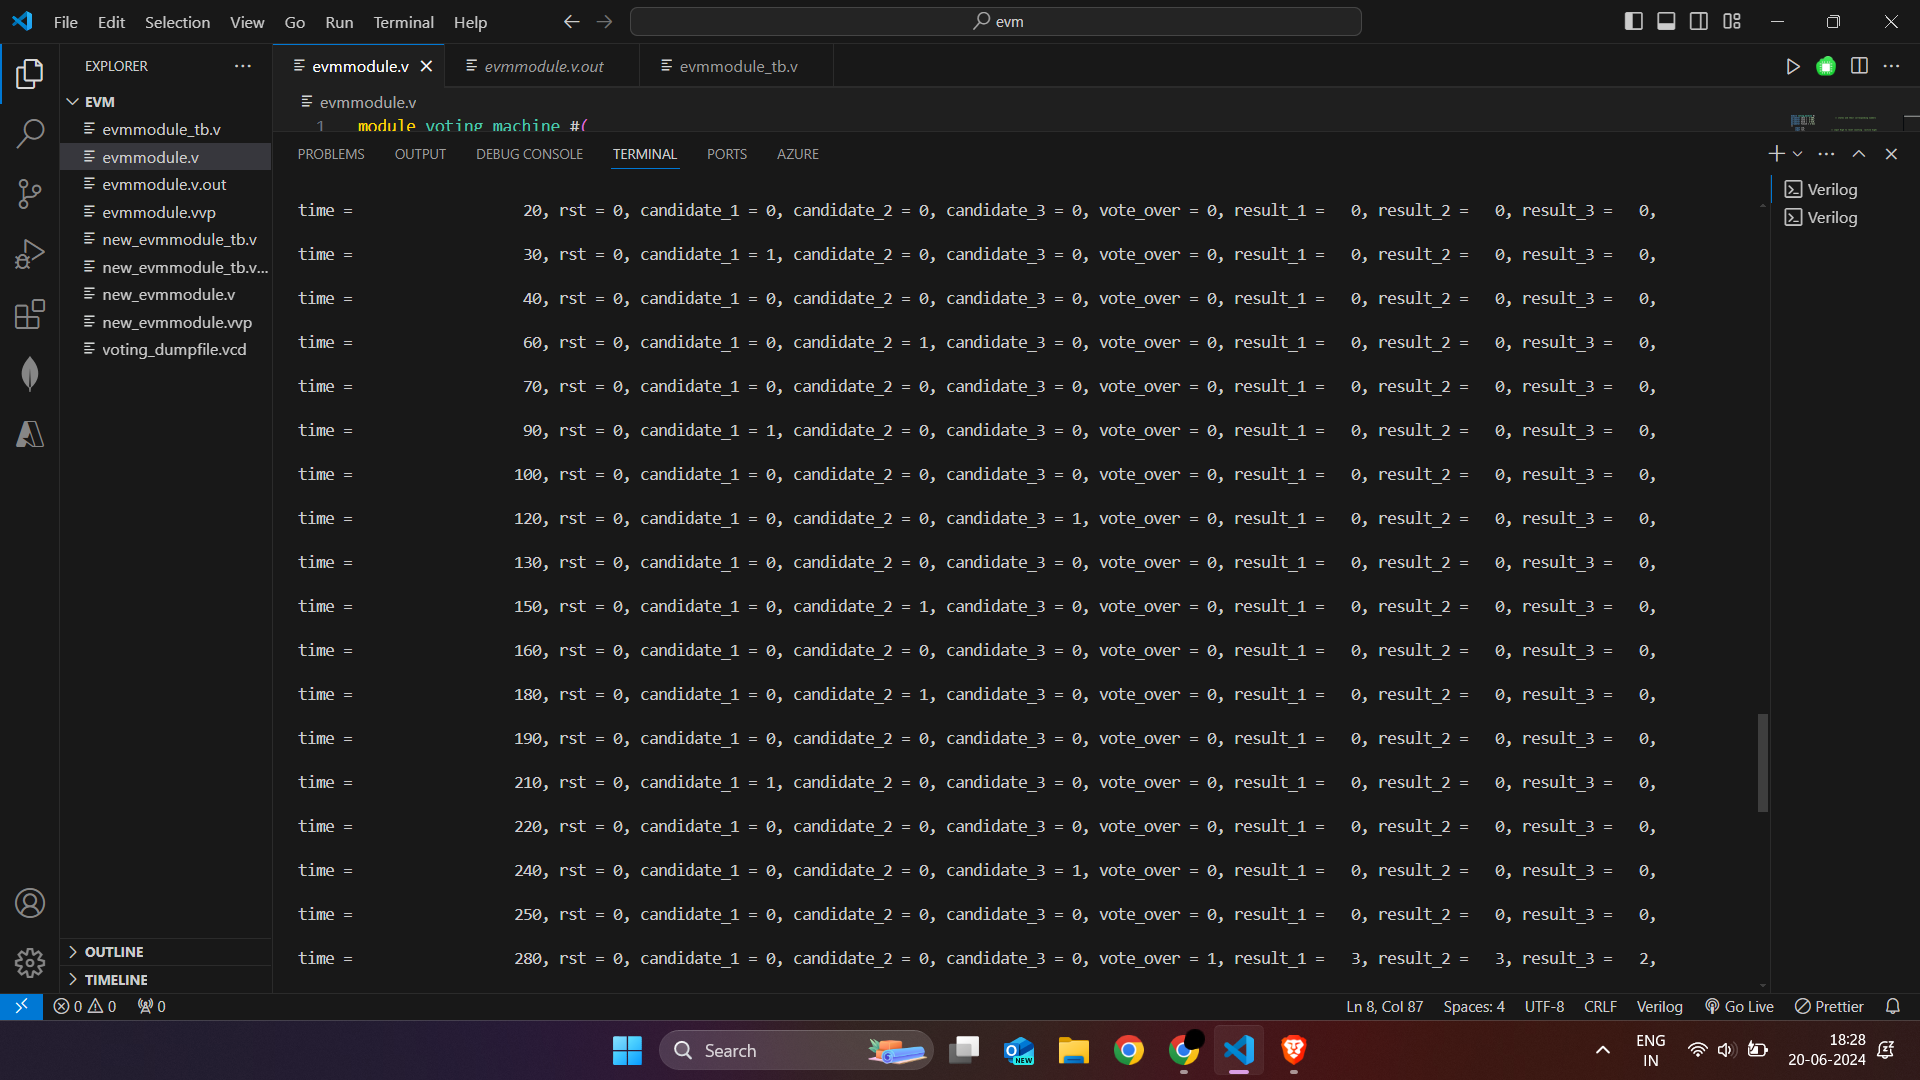 File Edit Selection View Go Run Terminal Help
evm
EXPLORER
EVM
evmmodule_tb.v
evmmodule.v
evmmodule.v.out
evmmodule.vvp
new_evmmodule_tb.v
new_evmmodule_tb.v...
new_evmmodule.v
new_evmmodule.vvp
voting_dumpfile.vcd
OUTLINE
TIMELINE
evmmodule.v evmmodule.v.out evmmodule_tb.v
evmmodule.v
1 module voting_machine #(
PROBLEMS OUTPUT DEBUG CONSOLE TERMINAL PORTS AZURE
time = 20, rst = 0, candidate_1 = 0, candidate_2 = 0, candidate_3 = 0, vote_over = 0, result_1 = 0, result_2 = 0, result_3 = 0,
time = 30, rst = 0, candidate_1 = 1, candidate_2 = 0, candidate_3 = 0, vote_over = 0, result_1 = 0, result_2 = 0, result_3 = 0,
time = 40, rst = 0, candidate_1 = 0, candidate_2 = 0, candidate_3 = 0, vote_over = 0, result_1 = 0, result_2 = 0, result_3 = 0,
time = 60, rst = 0, candidate_1 = 0, candidate_2 = 1, candidate_3 = 0, vote_over = 0, result_1 = 0, result_2 = 0, result_3 = 0,
time = 70, rst = 0, candidate_1 = 0, candidate_2 = 0, candidate_3 = 0, vote_over = 0, result_1 = 0, result_2 = 0, result_3 = 0,
time = 90, rst = 0, candidate_1 = 1, candidate_2 = 0, candidate_3 = 0, vote_over = 0, result_1 = 0, result_2 = 0, result_3 = 0,
time = 100, rst = 0, candidate_1 = 0, candidate_2 = 0, candidate_3 = 0, vote_over = 0, result_1 = 0, result_2 = 0, result_3 = 0,
time = 120, rst = 0, candidate_1 = 0, candidate_2 = 0, candidate_3 = 1, vote_over = 0, result_1 = 0, result_2 = 0, result_3 = 0,
time = 130, rst = 0, candidate_1 = 0, candidate_2 = 0, candidate_3 = 0, vote_over = 0, result_1 = 0, result_2 = 0, result_3 = 0,
time = 150, rst = 0, candidate_1 = 0, candidate_2 = 1, candidate_3 = 0, vote_over = 0, result_1 = 0, result_2 = 0, result_3 = 0,
time = 160, rst = 0, candidate_1 = 0, candidate_2 = 0, candidate_3 = 0, vote_over = 0, result_1 = 0, result_2 = 0, result_3 = 0,
time = 180, rst = 0, candidate_1 = 0, candidate_2 = 1, candidate_3 = 0, vote_over = 0, result_1 = 0, result_2 = 0, result_3 = 0,
time = 190, rst = 0, candidate_1 = 0, candidate_2 = 0, candidate_3 = 0, vote_over = 0, result_1 = 0, result_2 = 0, result_3 = 0,
time = 210, rst = 0, candidate_1 = 1, candidate_2 = 0, candidate_3 = 0, vote_over = 0, result_1 = 0, result_2 = 0, result_3 = 0,
time = 220, rst = 0, candidate_1 = 0, candidate_2 = 0, candidate_3 = 0, vote_over = 0, result_1 = 0, result_2 = 0, result_3 = 0,
time = 240, rst = 0, candidate_1 = 0, candidate_2 = 0, candidate_3 = 1, vote_over = 0, result_1 = 0, result_2 = 0, result_3 = 0,
time = 250, rst = 0, candidate_1 = 0, candidate_2 = 0, candidate_3 = 0, vote_over = 0, result_1 = 0, result_2 = 0, result_3 = 0,
time = 280, rst = 0, candidate_1 = 0, candidate_2 = 0, candidate_3 = 0, vote_over = 1, result_1 = 3, result_2 = 3, result_3 = 2,
Verilog
Verilog
0 0 0 Ln 8, Col 87 Spaces: 4 UTF-8 CRLF Verilog Go Live Prettier
Search NEW ENG 18:28
IN 20-06-2024